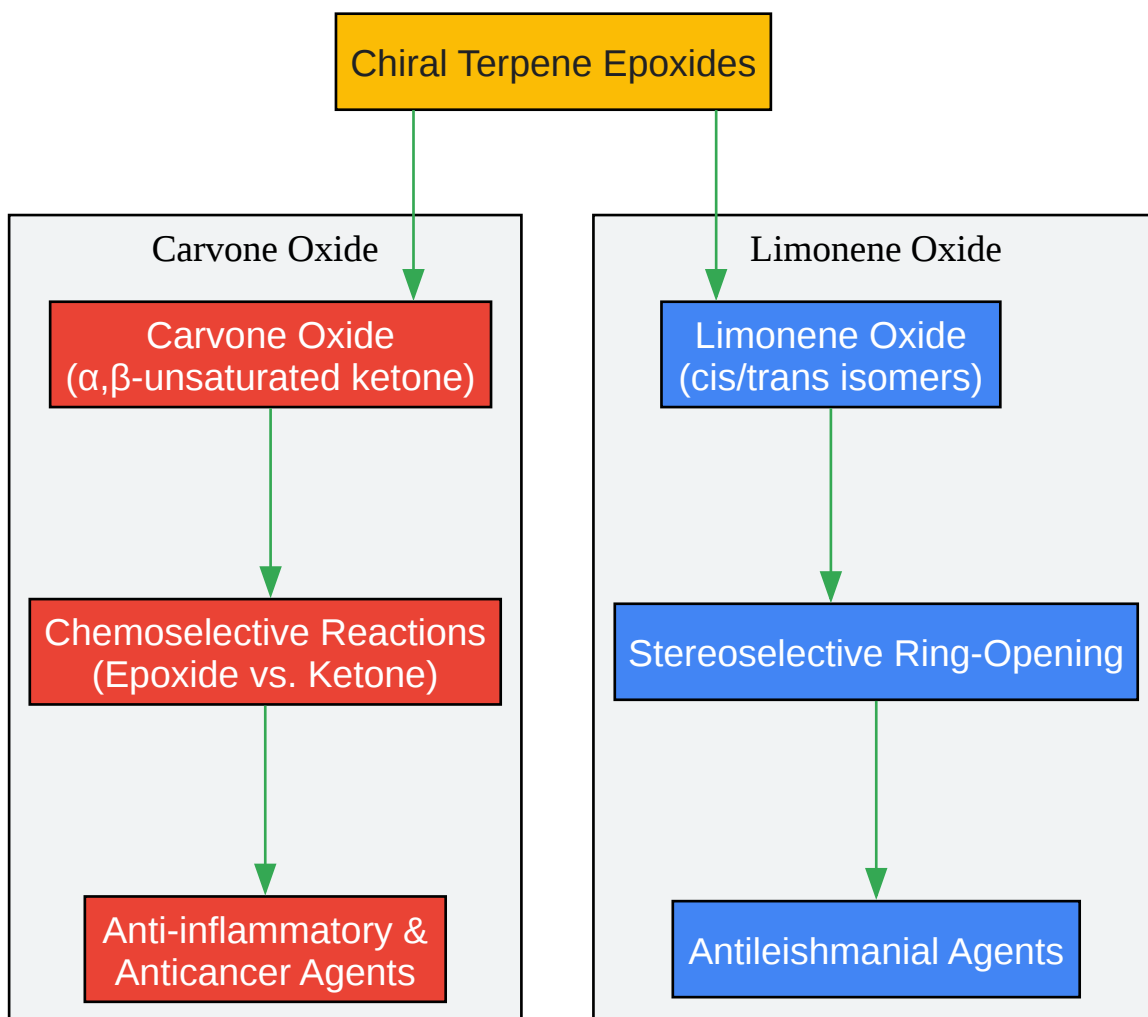 Chiral Terpene Epoxides
Carvone Oxide
Carvone Oxide
(α,β-unsaturated ketone)
Chemoselective Reactions
(Epoxide vs. Ketone)
Anti-inflammatory &
Anticancer Agents
Limonene Oxide
Limonene Oxide
(cis/trans isomers)
Stereoselective Ring-Opening
Antileishmanial Agents